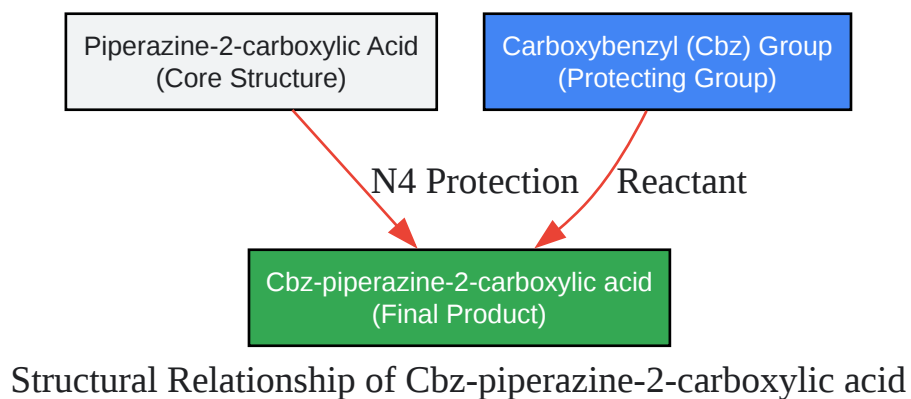 Piperazine-2-carboxylic Acid
(Core Structure)
Carboxybenzyl (Cbz) Group
(Protecting Group)
N4 Protection
Reactant
Cbz-piperazine-2-carboxylic acid
(Final Product)
Structural Relationship of Cbz-piperazine-2-carboxylic acid